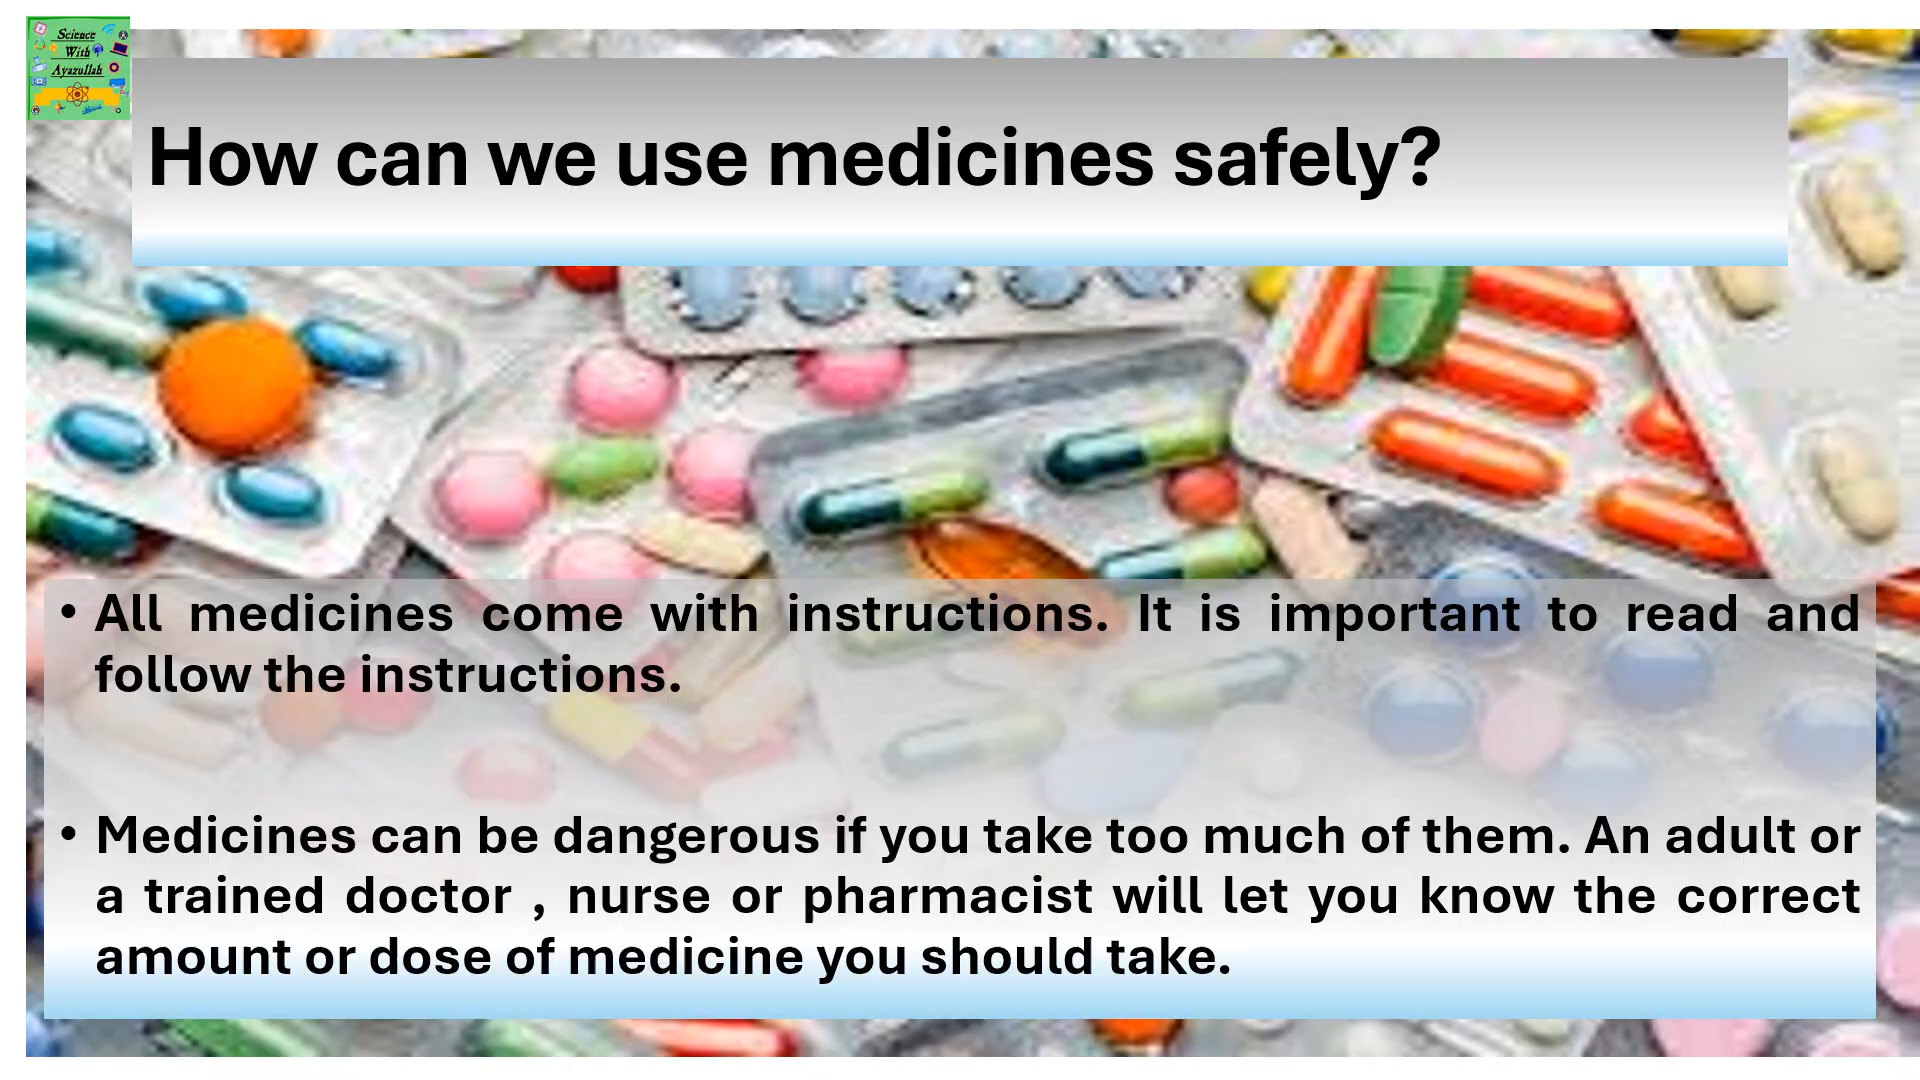 Science
With
Ayazullah
How can we use medicines safely?
• All medicines come with instructions. It is important to read and
follow the instructions.
• Medicines can be dangerous if you take too much of them. An adult or
a trained doctor , nurse or pharmacist will let you know the correct
amount or dose of medicine you should take.